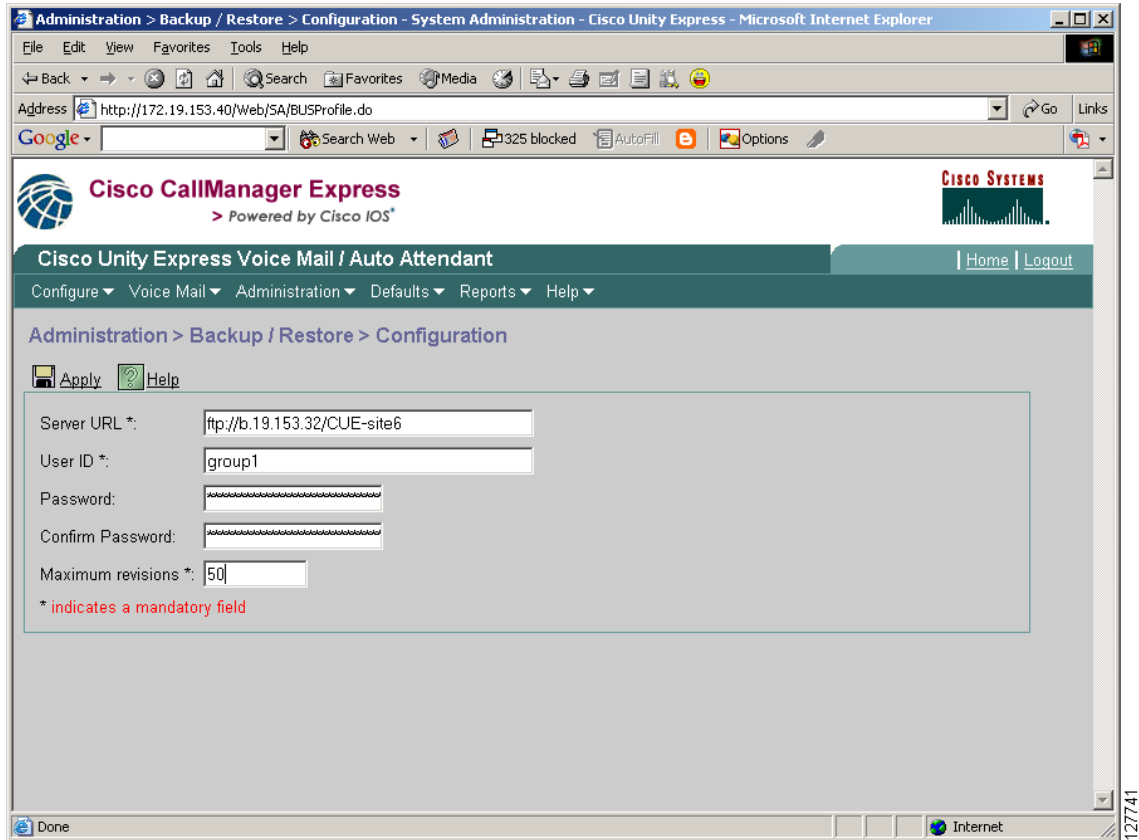 Administration > Backup / Restore > Configuration - System Administration - Cisco Unity Express - Microsoft Internet Explorer
File Edit View Favorites Tools Help
Back Search Favorites Media
Address http://172.19.153.40/Web/SA/BUSProfile.do Go Links
Google Search Web 325 blocked AutoFill Options
Cisco CallManager Express
> Powered by Cisco IOS*
CISCO SYSTEMS
Cisco Unity Express Voice Mail / Auto Attendant
| Home | Logout
Configure Voice Mail Administration Defaults Reports Help
Administration > Backup / Restore > Configuration
Apply ? Help
Server URL *: ftp://b.19.153.32/CUE-site6
User ID *: group1
Password:
Confirm Password:
Maximum revisions *: 50
* indicates a mandatory field
Done Internet
127741